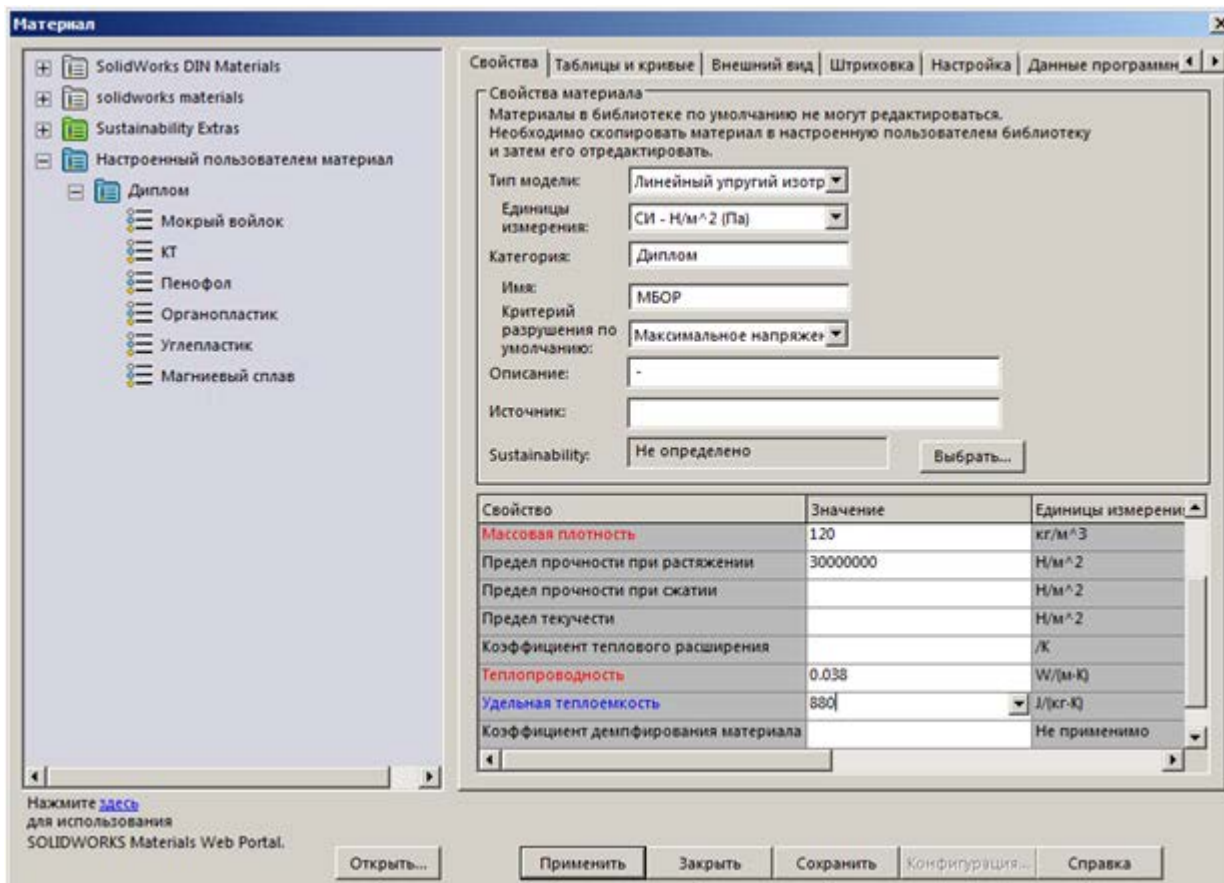 Материал
SolidWorks DIN Materials
solidworks materials
Sustainability Extras
Настроенный пользователем материал
Диплом
Мокрый войлок
КТ
Пенофол
Органопластик
Углепластик
Магниевый сплав
Нажмите здесь
для использования
SOLIDWORKS Materials Web Portal.
Открыть...
Свойства Таблицы и кривые Внешний вид Штриховка Настройка Данные программн
Свойства материала
Материалы в библиотеке по умолчанию не могут редактироваться.
Необходимо скопировать материал в настроенную пользователем библиотеку
и затем его отредактировать.
Тип модели: Линейный упругий изотр
Единицы
измерения: СИ - Н/м^2 (Па)
Категория: Диплом
Имя: МБОР
Критерий
разрушения по
умолчанию: Максимальное напряжен
Описание: -
Источник:
Sustainability: Не определено Выбрать...
Свойство Значение Единицы измерени
Массовая плотность 120 кг/м^3
Предел прочности при растяжении 30000000 Н/м^2
Предел прочности при сжатии Н/м^2
Предел текучести Н/м^2
Коэффициент теплового расширения /К
Теплопроводность 0.038 W/(м·К)
Удельная теплоемкость 880 J/(кг·К)
Коэффициент демпфирования материала Не применимо
Применить Закрыть Сохранить Конфигурация... Справка